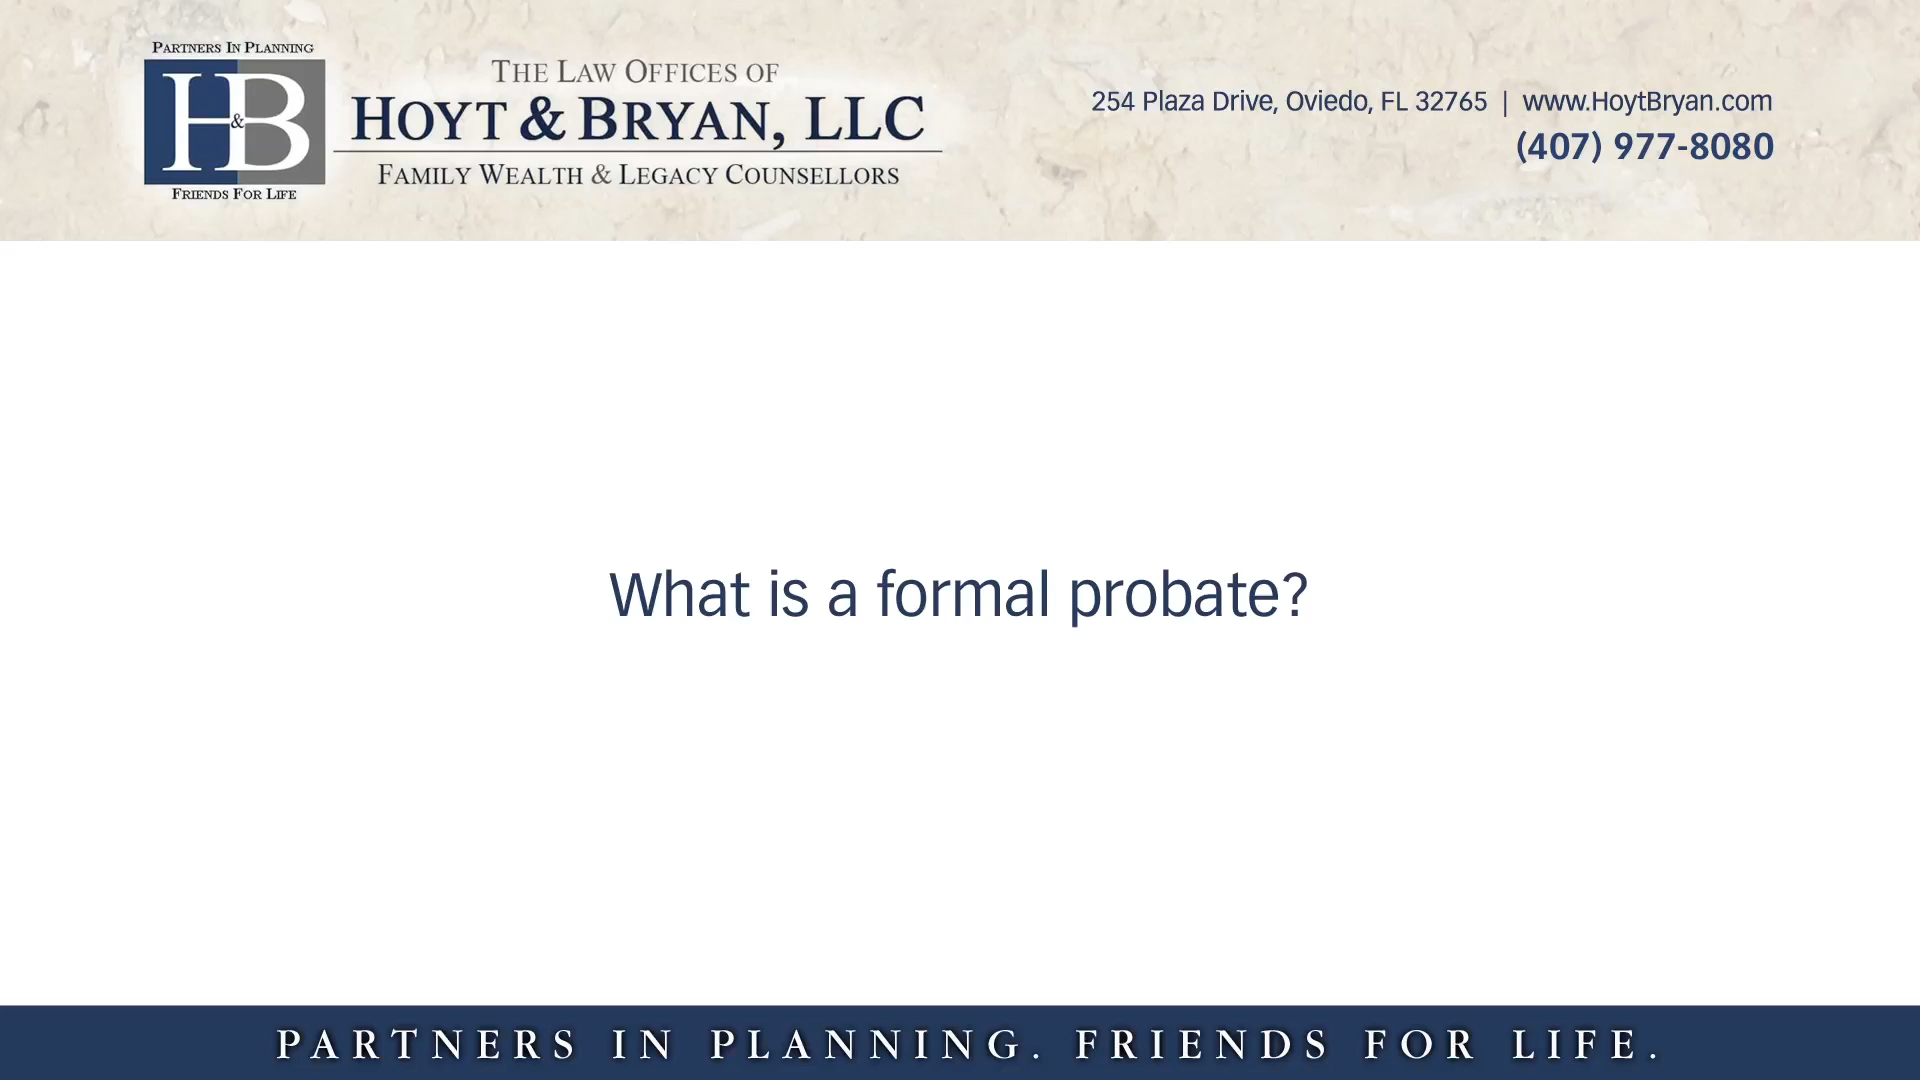 PARTNERS IN PLANNING
H&B
FRIENDS FOR LIFE
THE LAW OFFICES OF
HOYT & BRYAN, LLC
FAMILY WEALTH & LEGACY COUNSELLORS
254 Plaza Drive, Oviedo, FL 32765 | www.HoytBryan.com
(407) 977-8080
What is a formal probate?
PARTNERS IN PLANNING. FRIENDS FOR LIFE.